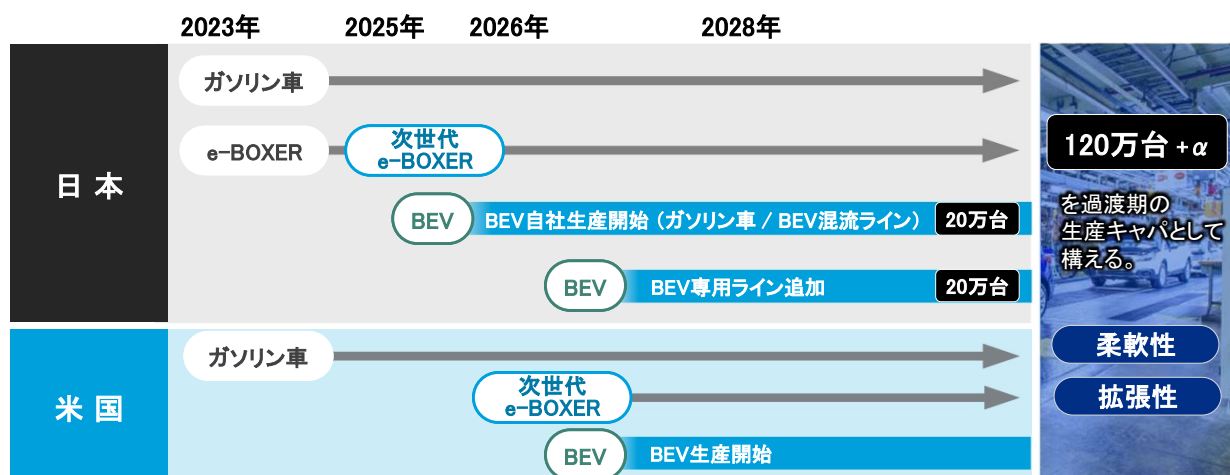 2023年 2025年 2026年 2028年
日本
ガソリン車
e-BOXER
次世代
e-BOXER
BEV
BEV自社生産開始（ガソリン車 / BEV混流ライン）
20万台
BEV
BEV専用ライン追加
20万台
米国
ガソリン車
次世代
e-BOXER
BEV
BEV生産開始
120万台 +α
を過渡期の
生産キャパとして
構える。
柔軟性
拡張性